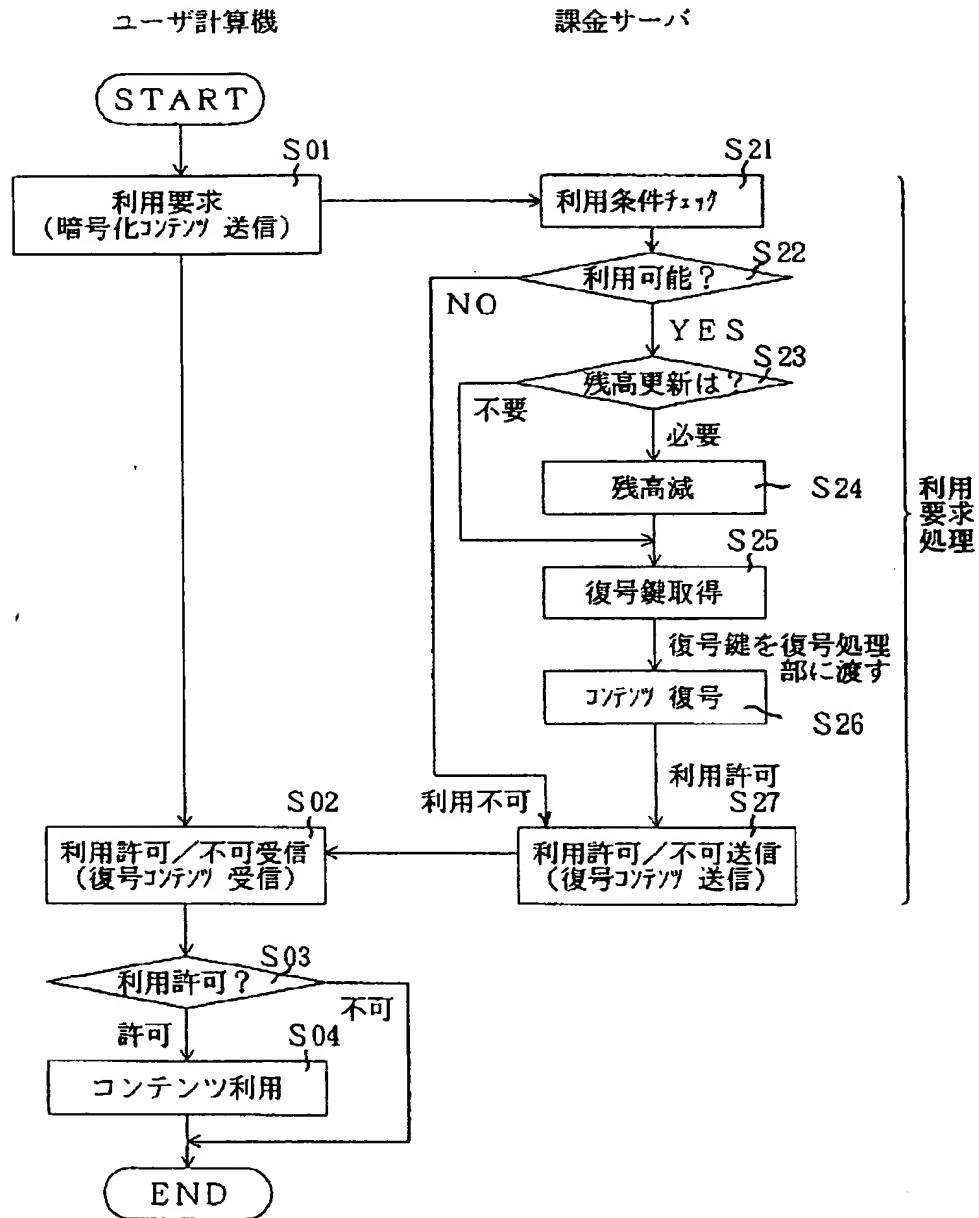 ユーザ計算機
課金サーバ
START
S01
利用要求
(暗号化コンテンツ 送信)
S21
利用条件チェック
S22
利用可能?
NO
YES
S23
残高更新は?
不要
必要
残高減
S24
S25
復号鍵取得
復号鍵を復号処理
部に渡す
コンテンツ 復号
S26
利用
要求
処理
利用不可
利用許可
S27
利用許可/不可送信
(復号コンテンツ 送信)
S02
利用許可/不可受信
(復号コンテンツ 受信)
S03
利用許可?
不可
許可
S04
コンテンツ利用
END